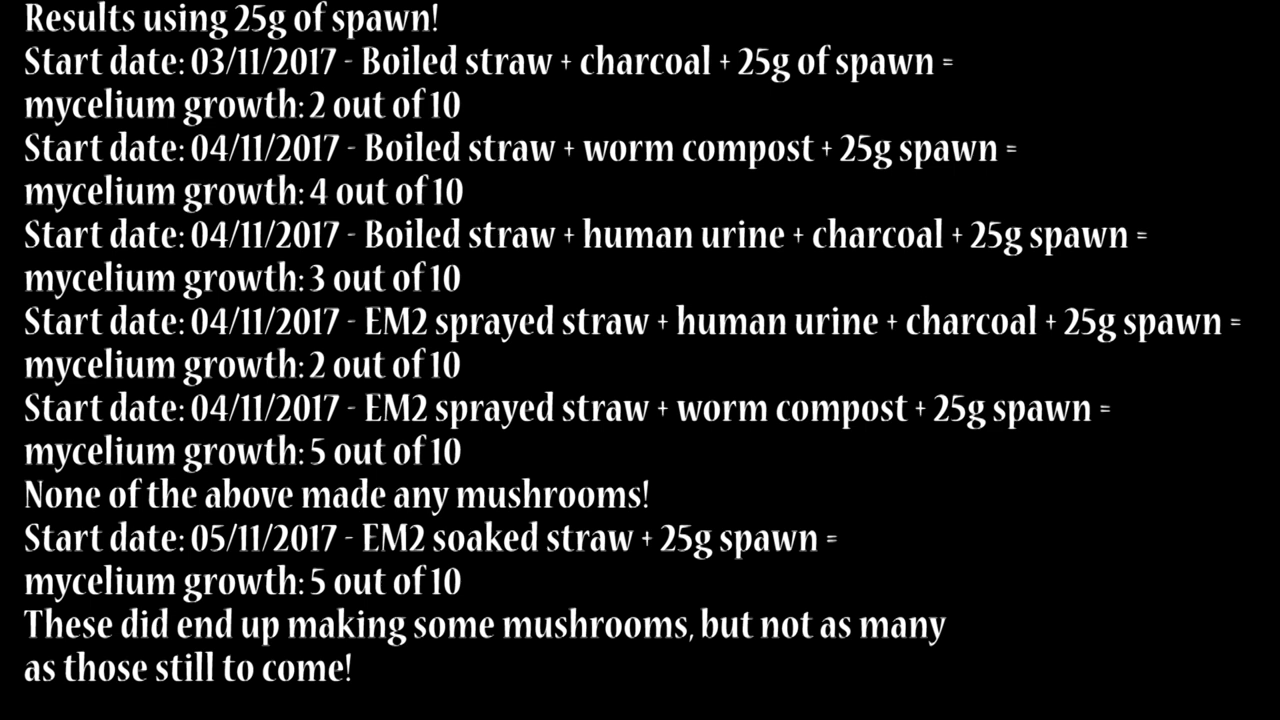 Results using 25g of spawn!
Start date: 03/11/2017 - Boiled straw + charcoal + 25g of spawn =
mycelium growth: 2 out of 10
Start date: 04/11/2017 - Boiled straw + worm compost + 25g spawn =
mycelium growth: 4 out of 10
Start date: 04/11/2017 - Boiled straw + human urine + charcoal + 25g spawn =
mycelium growth: 3 out of 10
Start date: 04/11/2017 - EM2 sprayed straw + human urine + charcoal + 25g spawn =
mycelium growth: 2 out of 10
Start date: 04/11/2017 - EM2 sprayed straw + worm compost + 25g spawn =
mycelium growth: 5 out of 10
None of the above made any mushrooms!
Start date: 05/11/2017 - EM2 soaked straw + 25g spawn =
mycelium growth: 5 out of 10
These did end up making some mushrooms, but not as many
as those still to come!